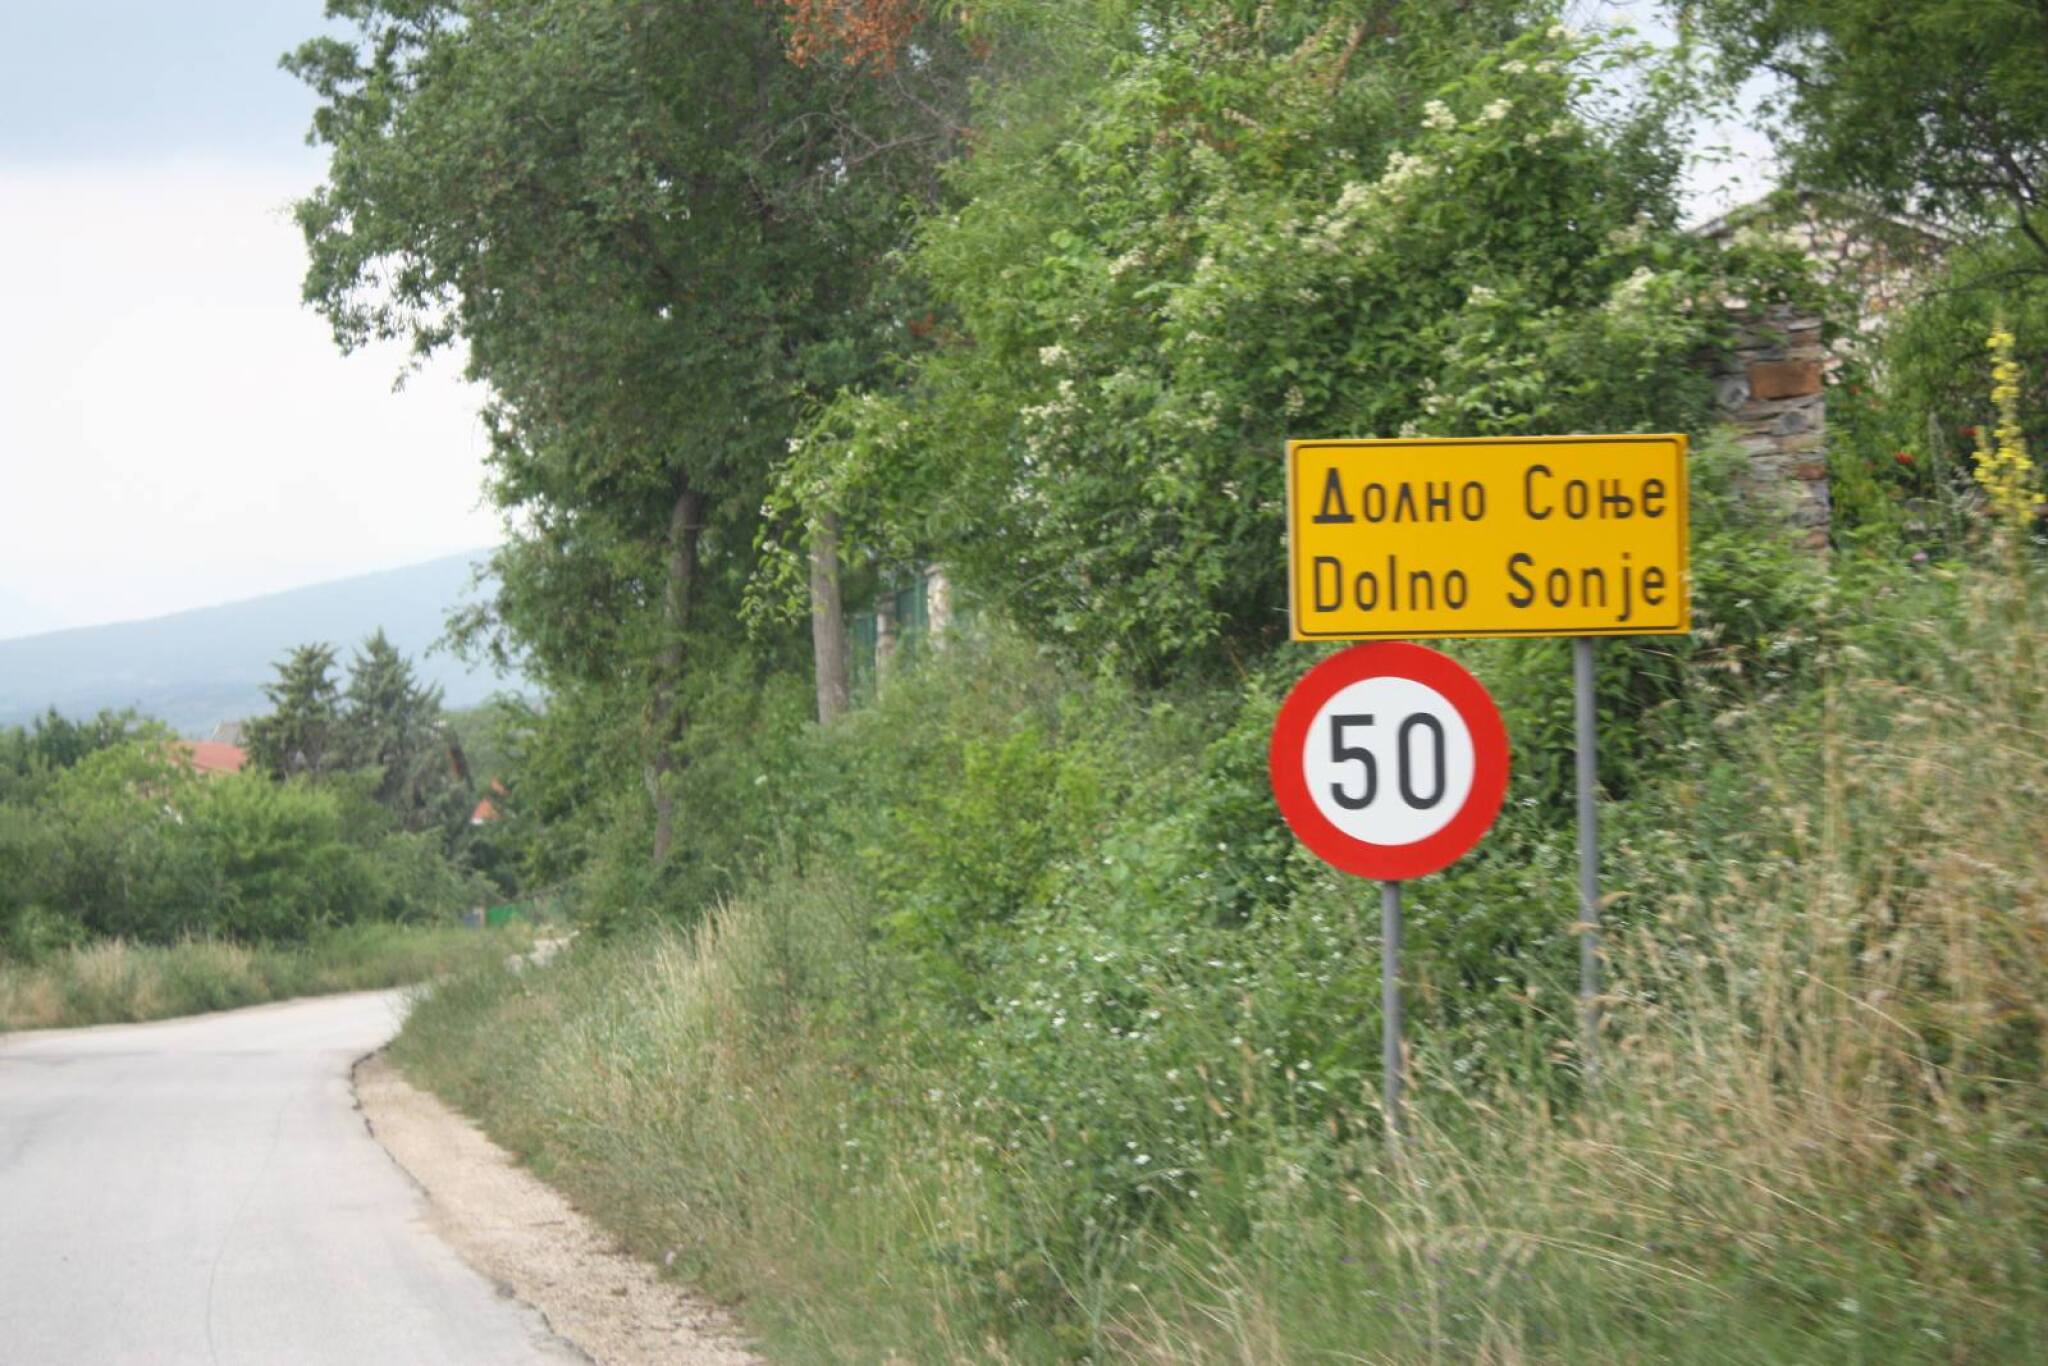 Долно Соње
Dolno Sonje
50